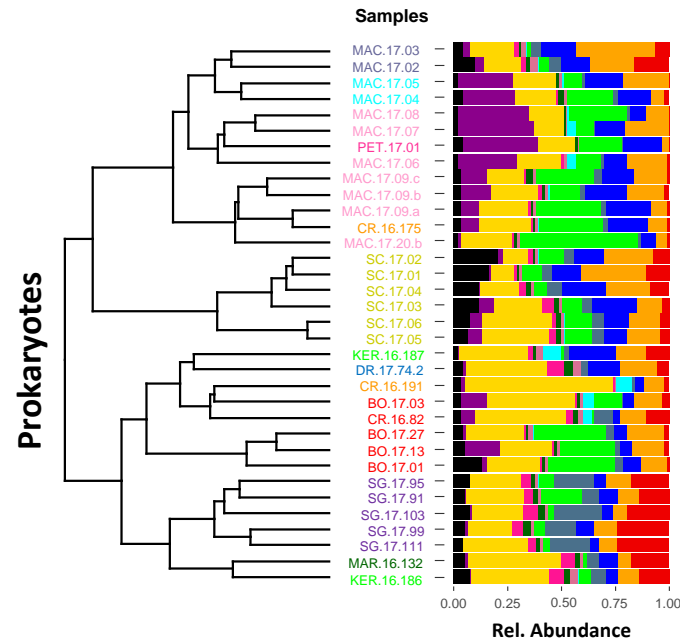 Samples
Prokaryotes
MAC.17.03
MAC.17.02
MAC.17.05
MAC.17.04
MAC.17.08
MAC.17.07
PET.17.01
MAC.17.06
MAC.17.09.c
MAC.17.09.b
MAC.17.09.a
CR.16.175
MAC.17.20.b
SC.17.02
SC.17.01
SC.17.04
SC.17.03
SC.17.06
SC.17.05
KER.16.187
DR.17.74.2
CR.16.191
BO.17.03
CR.16.82
BO.17.27
BO.17.13
BO.17.01
SG.17.95
SG.17.91
SG.17.103
SG.17.99
SG.17.111
MAR.16.132
KER.16.186
0.00 0.25 0.50 0.75 1.00
Rel. Abundance